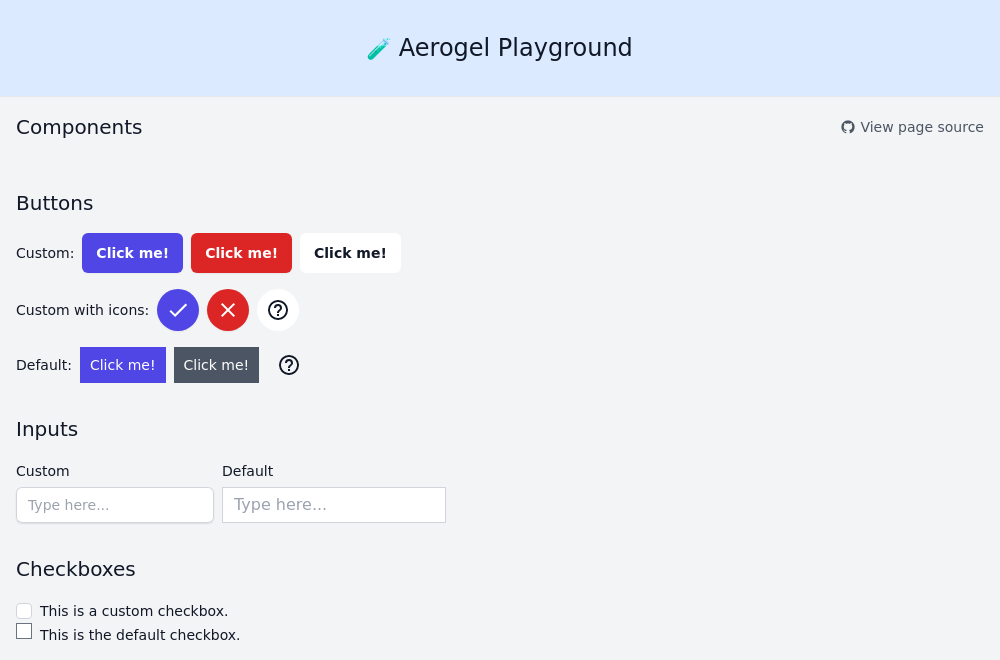 🧪 Aerogel Playground
Components
View page source
Buttons
Custom: Click me! Click me! Click me!
Custom with icons:
Default: Click me! Click me!
Inputs
Custom Default
Type here... Type here...
Checkboxes
This is a custom checkbox.
This is the default checkbox.